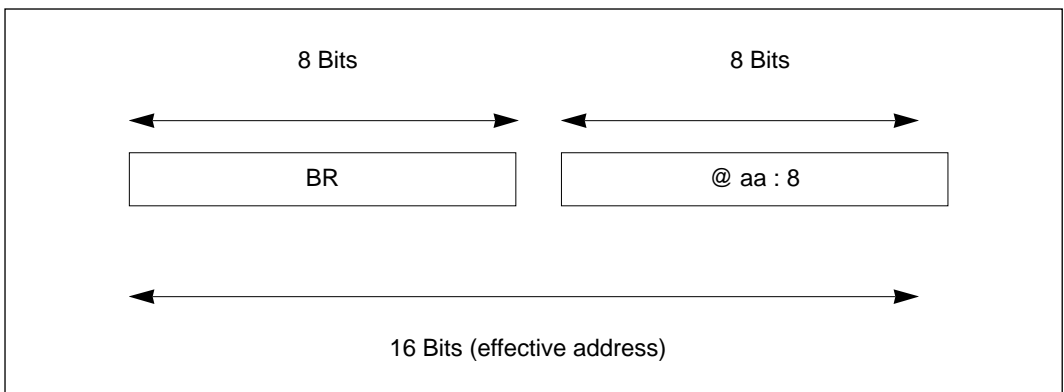 8 Bits
8 Bits
BR
@ aa : 8
16 Bits (effective address)